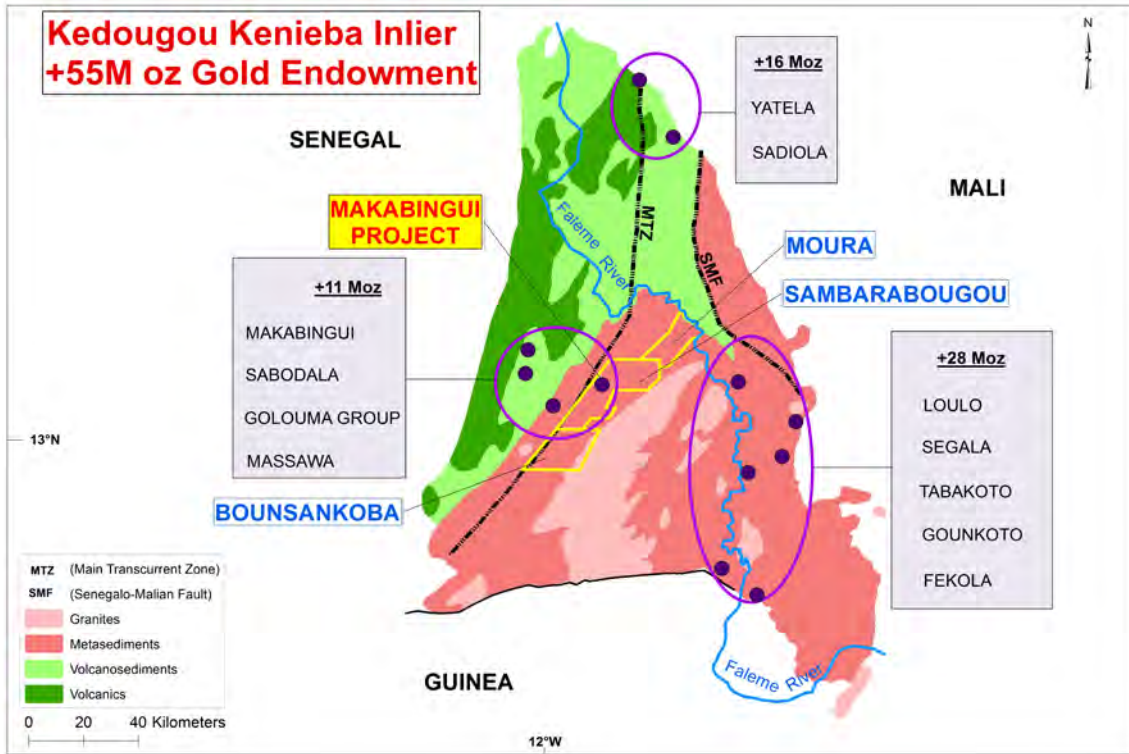 Kedougou Kenieba Inlier
+55M oz Gold Endowment
N
+16 Moz
YATELA
SADIOLA
SENEGAL
MALI
MAKABINGUI
PROJECT
Faleme River
MTZ
SMF
MOURA
SAMBARABOUGOU
+11 Moz
MAKABINGUI
SABODALA
GOLOUMA GROUP
MASSAWA
+28 Moz
LOULO
SEGALA
TABAKOTO
GOUNKOTO
FEKOLA
13°N
BOUNSANKOBA
MTZ (Main Transcurrent Zone)
SMF (Senegalo-Malian Fault)
Granites
Metasediments
Volcanosediments
Volcanics
0 20 40 Kilometers
GUINEA
Faleme River
12°W